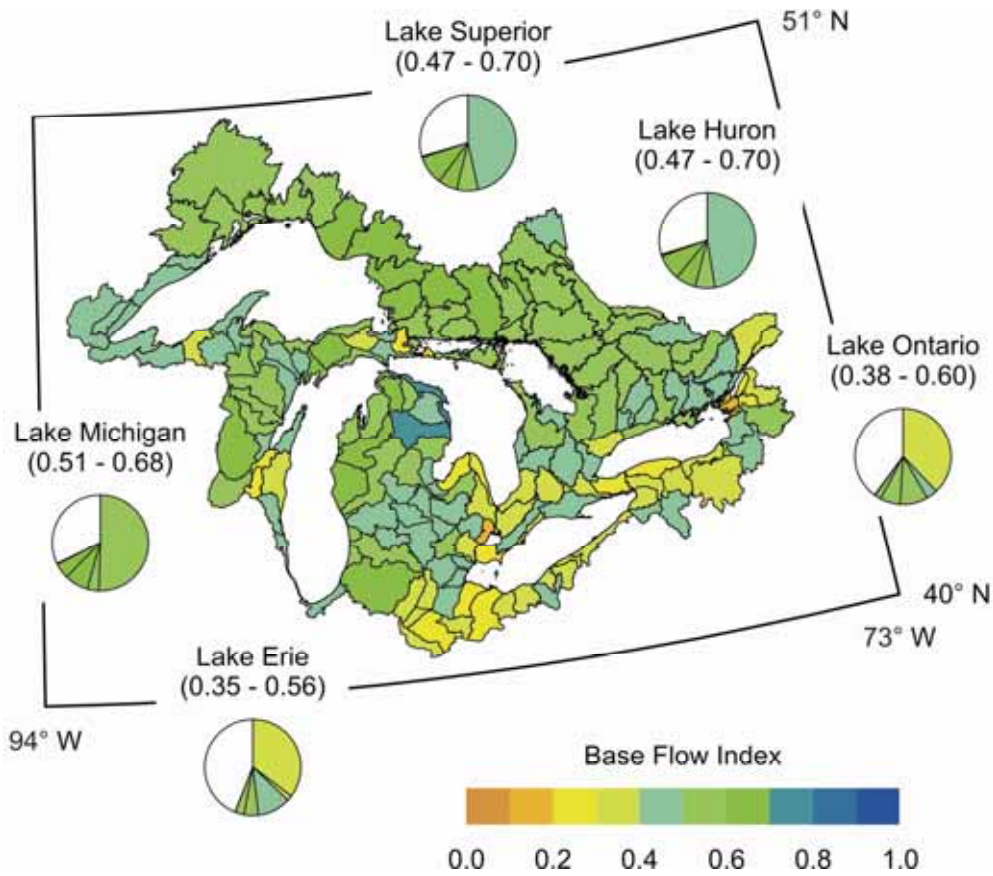 51° N
Lake Superior
(0.47 - 0.70)
Lake Huron
(0.47 - 0.70)
Lake Ontario
(0.38 - 0.60)
Lake Michigan
(0.51 - 0.68)
40° N
73° W
Lake Erie
(0.35 - 0.56)
94° W
Base Flow Index
0.0 0.2 0.4 0.6 0.8 1.0